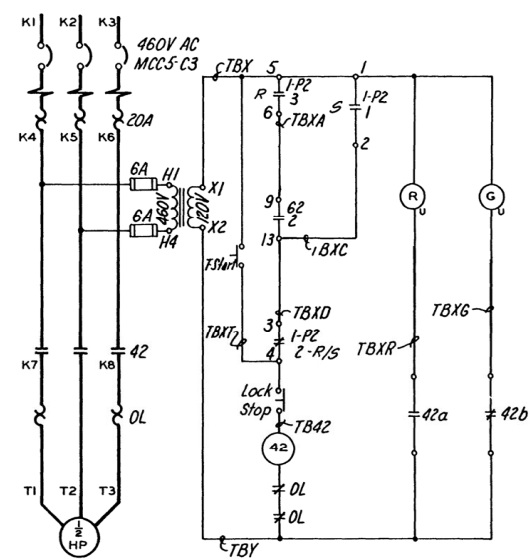 K1 K2 K3
460V AC
MCC5-C3
20A
K4 K5 K6
6A H1
6A
H4
460V
120V
X1
X2
TBX
5
1
1-P2
R 3
6 TBXA
S 1-P2
1
2
9
62
2
13
TBXC
TStart
TBXD
3
1-P2
2-R/S
TBXT
4
Lock
Stop
TB42
42
OL
OL
TBY
R
U
G
U
TBXG
TBXR
42a
42b
42
K7 K8
OL
T1 T2 T3
1/2
HP